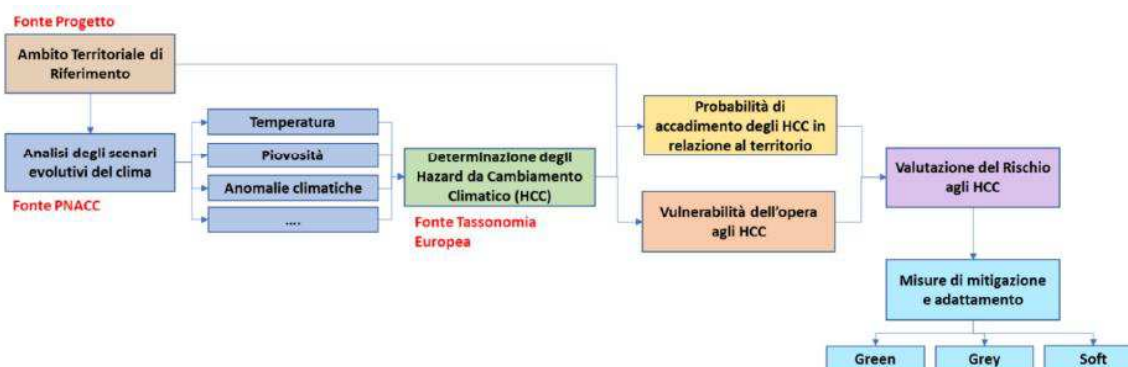 Fonte Progetto
Ambito Territoriale di
Riferimento
Analisi degli scenari
evolutivi del clima
Fonte PNACC
Temperatura
Piovosità
Anomalie climatiche
....
Determinazione degli
Hazard da Cambiamento
Climatico (HCC)
Fonte Tassonomia
Europea
Probabilità di
accadimento degli HCC in
relazione al territorio
Vulnerabilità dell'opera
agli HCC
Valutazione del Rischio
agli HCC
Misure di mitigazione
e adattamento
Green
Grey
Soft